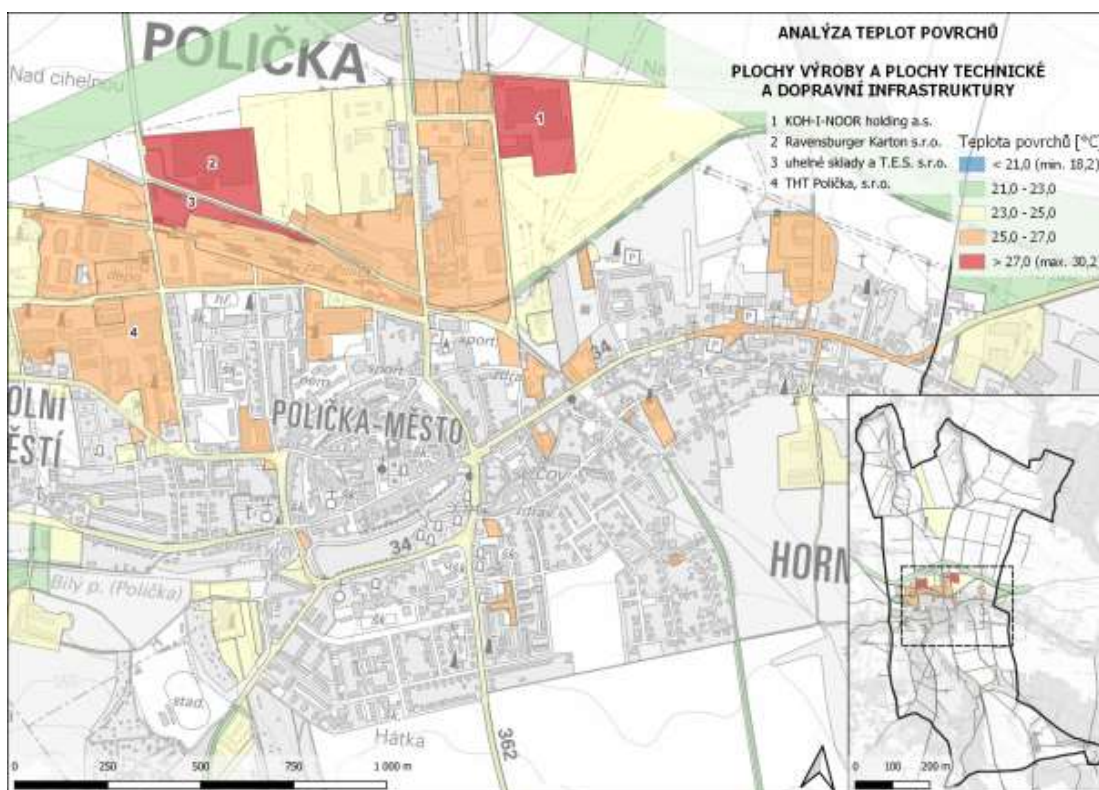 POLIČKA
Nad cihelnou
ANALÝZA TEPLOT POVRCHŮ
PLOCHY VÝROBY A PLOCHY TECHNICKÉ
A DOPRAVNÍ INFRASTRUKTURY
1 KOH-I-NOOR holding a.s.
2 Ravensburger Karton s.r.o.
3 uhelné sklady a T.E.S. s.r.o.
4 THT Polička, s.r.o.
Teplota povrchů [°C]
< 21,0 (min. 18,2)
21,0 - 23,0
23,0 - 25,0
25,0 - 27,0
> 27,0 (max. 30,2)
1
2
3
4
sport
34
POLIČKA-MĚSTO
OLNI
ĚSTÍ
34
Bílý p. (Polička)
HORN
stad.
Hátka
362
0 250 500 750 1 000 m
0 100 200 m